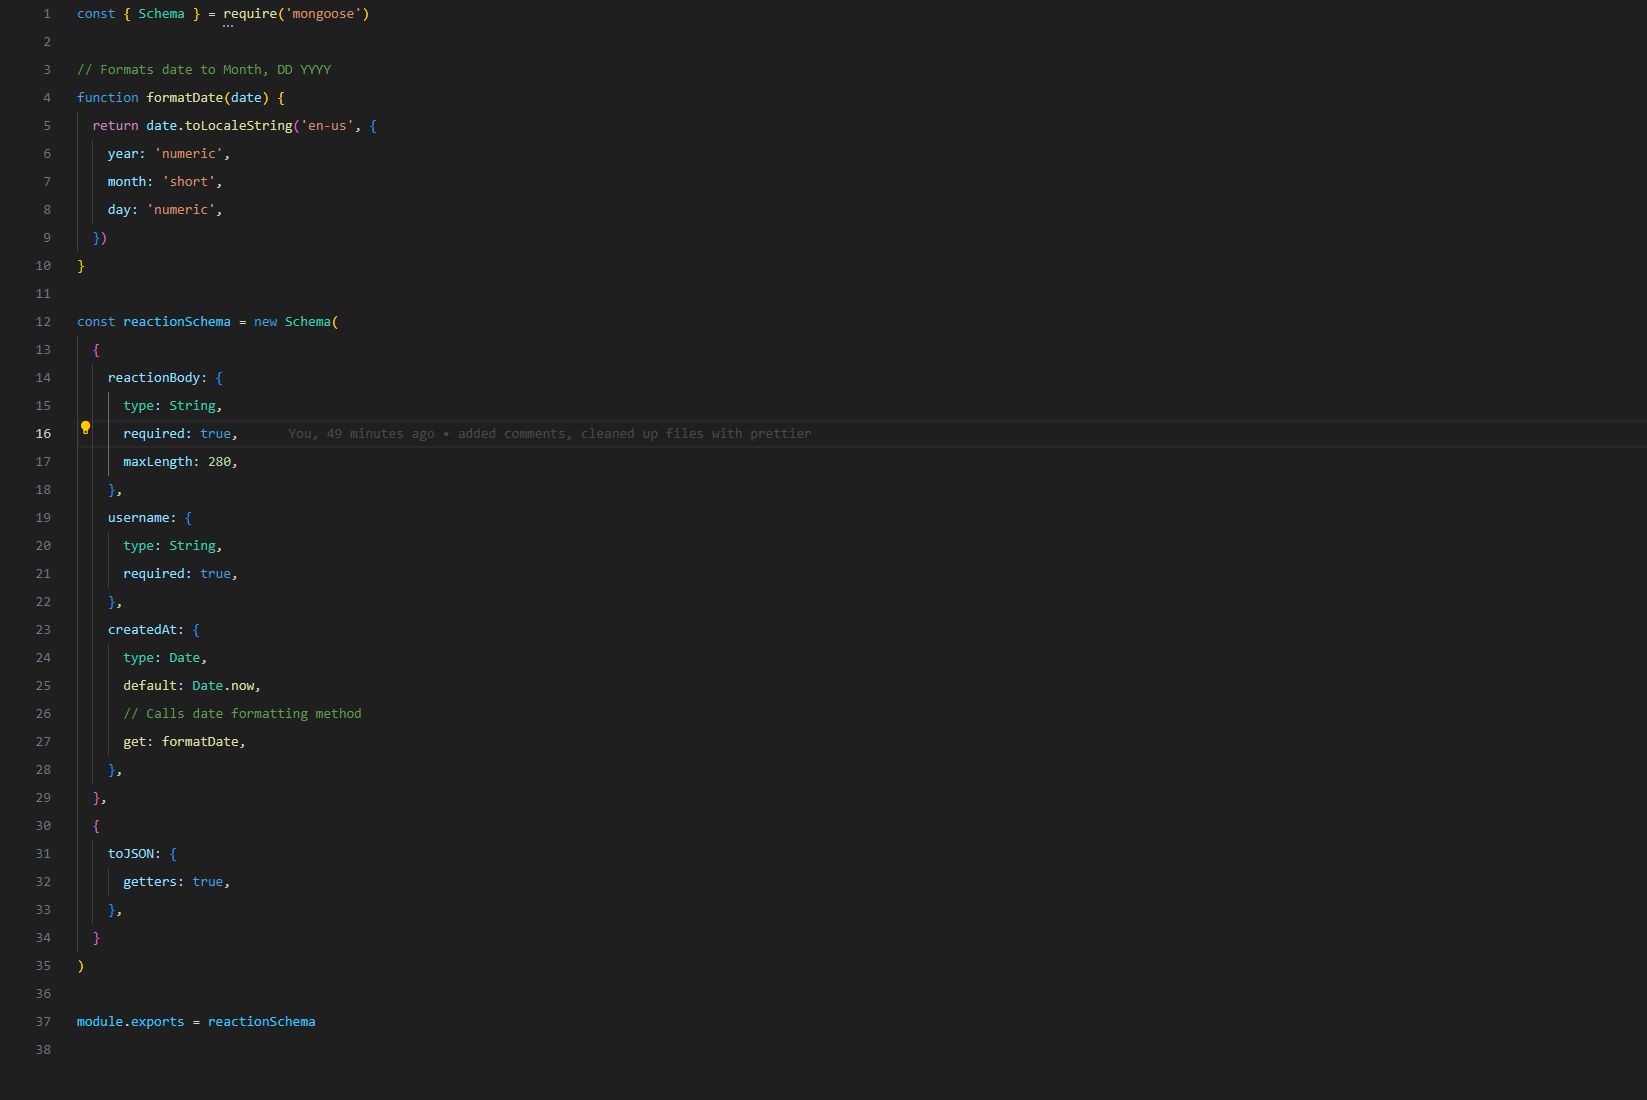 1 const { Schema } = require('mongoose')
2
3 // Formats date to Month, DD YYYY
4 function formatDate(date) {
5   return date.toLocaleString('en-us', {
6     year: 'numeric',
7     month: 'short',
8     day: 'numeric',
9   })
10 }
11
12 const reactionSchema = new Schema(
13   {
14     reactionBody: {
15       type: String,
16       required: true,      You, 49 minutes ago • added comments, cleaned up files with prettier
17       maxLength: 280,
18     },
19     username: {
20       type: String,
21       required: true,
22     },
23     createdAt: {
24       type: Date,
25       default: Date.now,
26       // Calls date formatting method
27       get: formatDate,
28     },
29   },
30   {
31     toJSON: {
32       getters: true,
33     },
34   }
35 )
36
37 module.exports = reactionSchema
38